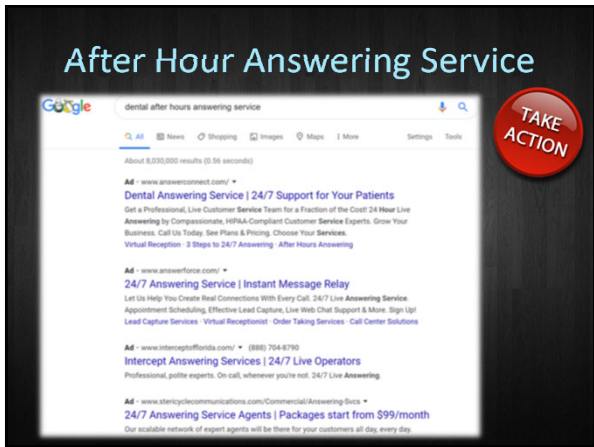 After Hour Answering Service
Google
dental after hours answering service
TAKE
ACTION
All News Shopping Images Maps More Settings Tools
About 8,030,000 results (0.56 seconds)
Ad · www.answerconnect.com/
Dental Answering Service | 24/7 Support for Your Patients
Get a Professional, Live Customer Service Team for a Fraction of the Cost! 24 Hour Live
Answering by Compassionate, HIPAA-Compliant Customer Service Experts. Grow Your
Business. Call Us Today. See Plans & Pricing. Choose Your Services.
Virtual Reception · 3 Steps to 24/7 Answering · After Hours Answering
Ad · www.answerforce.com/
24/7 Answering Service | Instant Message Relay
Let Us Help You Create Real Connections With Every Call. 24/7 Live Answering Service.
Appointment Scheduling, Effective Lead Capture, Live Web Chat Support & More. Sign Up!
Lead Capture Services · Virtual Receptionist · Order Taking Services · Call Center Solutions
Ad · www.interceptofflorida.com/ (888) 704-8790
Intercept Answering Services | 24/7 Live Operators
Professional, polite experts. On call, whenever you're not. 24/7 Live Answering.
Ad · www.stericyclecommunications.com/Commercial/Answering-Svcs
24/7 Answering Service Agents | Packages start from $99/month
Our scalable network of expert agents will be there for your customers all day, every day.